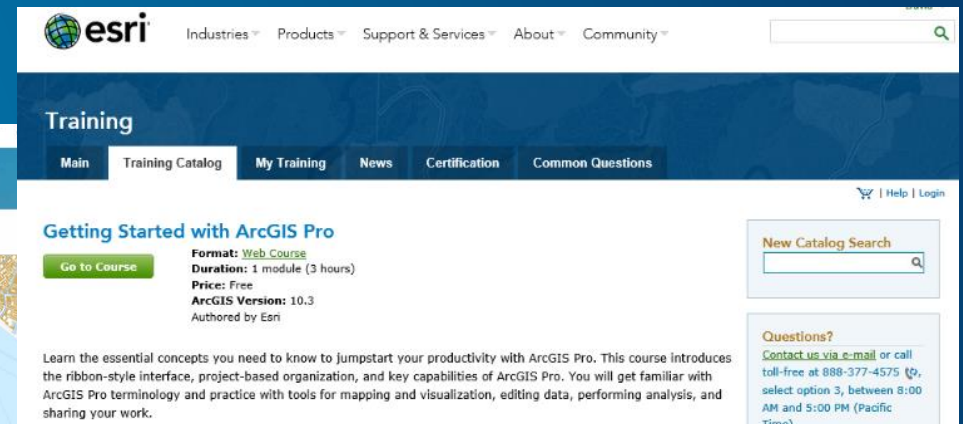 esri
Industries Products Support & Services About Community
Training
Main Training Catalog My Training News Certification Common Questions
| Help | Login
Getting Started with ArcGIS Pro
Go to Course
Format: Web Course
Duration: 1 module (3 hours)
Price: Free
ArcGIS Version: 10.3
Authored by Esri
Learn the essential concepts you need to know to jumpstart your productivity with ArcGIS Pro. This course introduces
the ribbon-style interface, project-based organization, and key capabilities of ArcGIS Pro. You will get familiar with
ArcGIS Pro terminology and practice with tools for mapping and visualization, editing data, performing analysis, and
sharing your work.
New Catalog Search
Questions?
Contact us via e-mail or call
toll-free at 888-377-4575 ,
select option 3, between 8:00
AM and 5:00 PM (Pacific
Time)